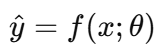 ŷ = f(x; θ)